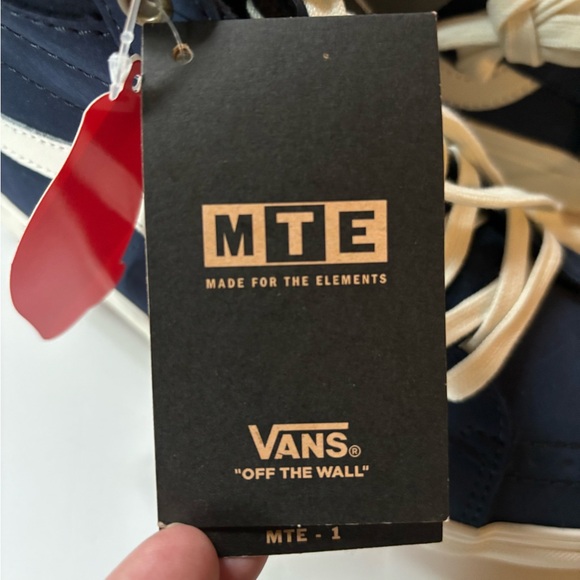 MTE
MADE FOR THE ELEMENTS
VANS®
"OFF THE WALL"
MTE - 1